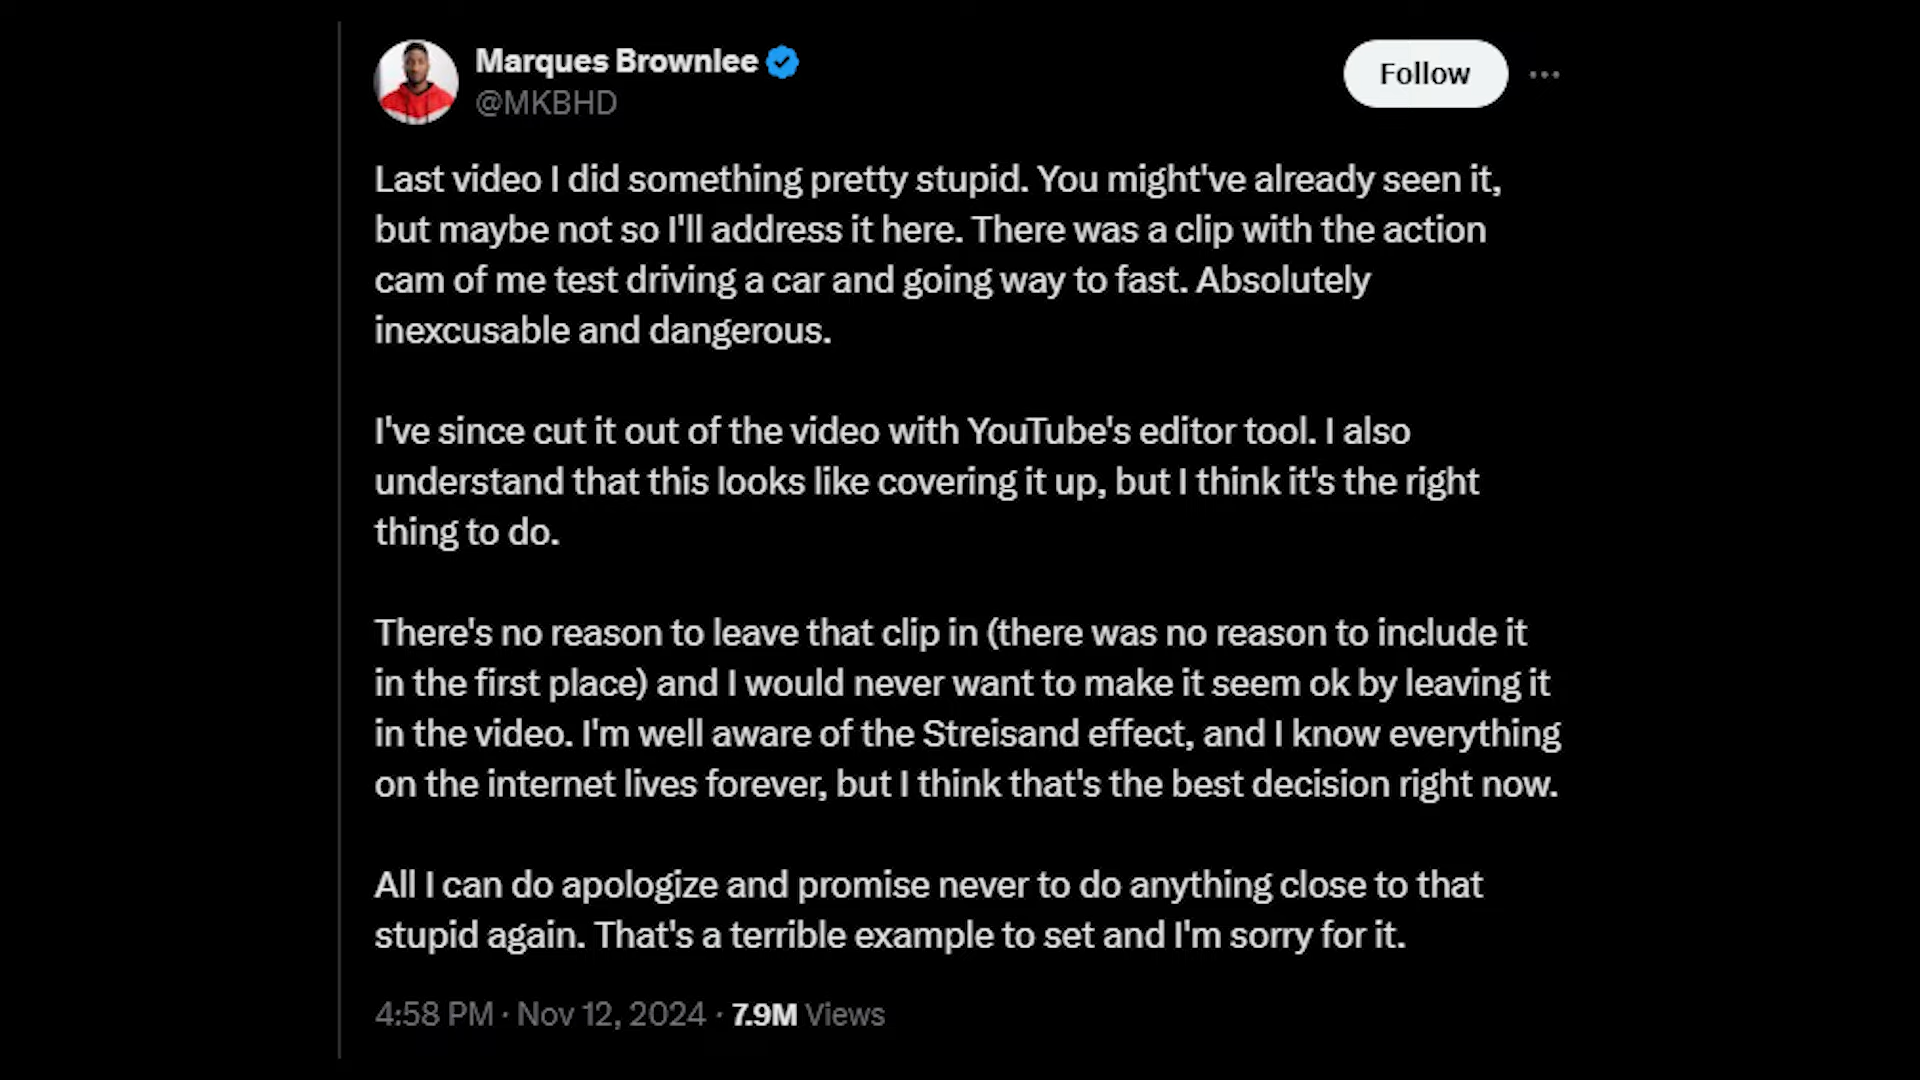 Marques Brownlee
@MKBHD
Follow
Last video I did something pretty stupid. You might've already seen it,
but maybe not so I'll address it here. There was a clip with the action
cam of me test driving a car and going way to fast. Absolutely
inexcusable and dangerous.
I've since cut it out of the video with YouTube's editor tool. I also
understand that this looks like covering it up, but I think it's the right
thing to do.
There's no reason to leave that clip in (there was no reason to include it
in the first place) and I would never want to make it seem ok by leaving it
in the video. I'm well aware of the Streisand effect, and I know everything
on the internet lives forever, but I think that's the best decision right now.
All I can do apologize and promise never to do anything close to that
stupid again. That's a terrible example to set and I'm sorry for it.
4:58 PM · Nov 12, 2024 · 7.9M Views